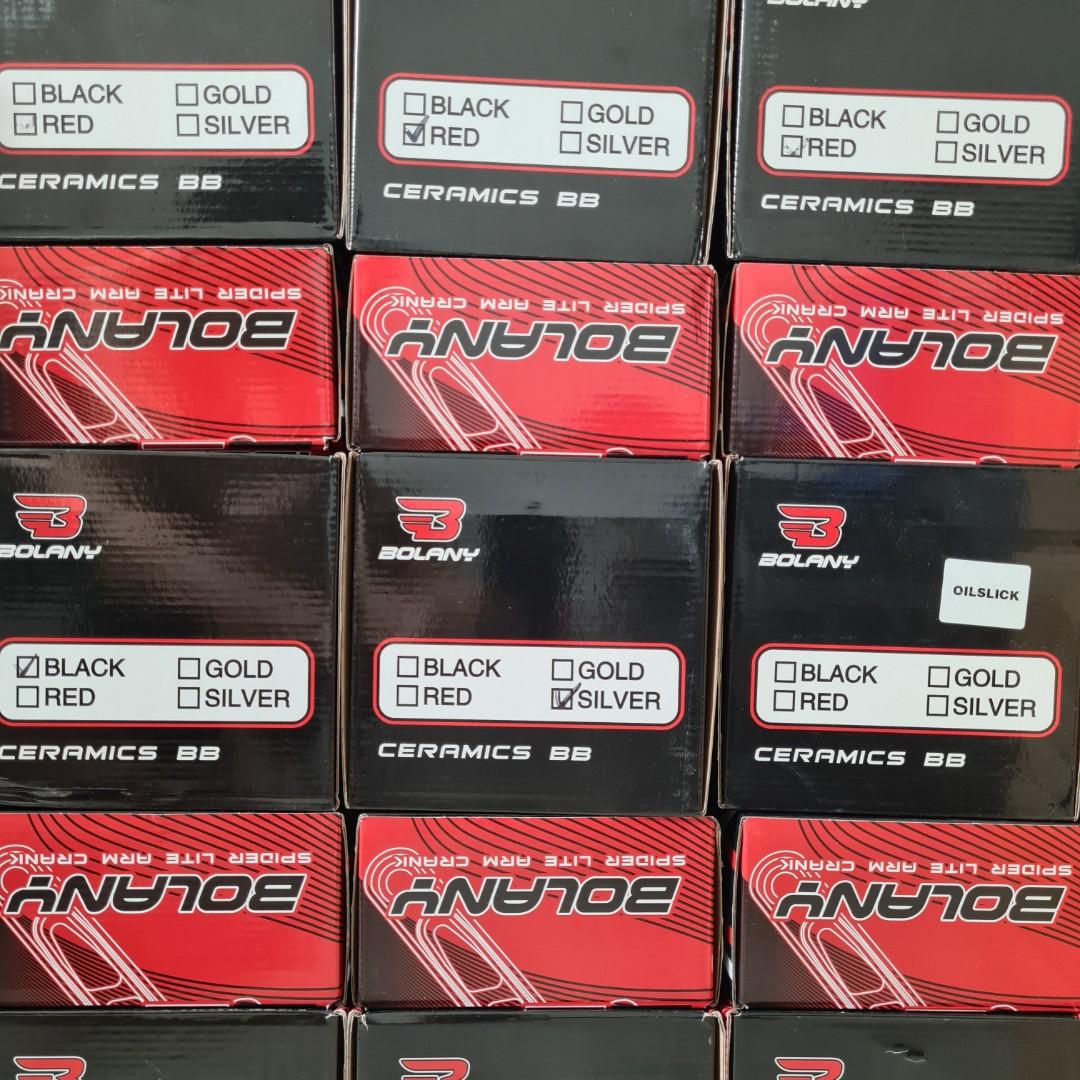 BOLANY
☐ BLACK ☐ GOLD
☑ RED ☐ SILVER
CERAMICS BB
☐ BLACK ☐ GOLD
☑ RED ☐ SILVER
CERAMICS BB
☐ BLACK ☐ GOLD
☑ RED ☐ SILVER
CERAMICS BB
SPIDER LITE ARM CRANK
BOLANY
SPIDER LITE ARM CRANK
BOLANY
SPIDER LITE ARM CRANK
BOLANY
BOLANY
☑ BLACK ☐ GOLD
☐ RED ☐ SILVER
CERAMICS BB
BOLANY
☐ BLACK ☐ GOLD
☐ RED ☑ SILVER
CERAMICS BB
BOLANY
OILSLICK
☐ BLACK ☐ GOLD
☐ RED ☐ SILVER
CERAMICS BB
SPIDER LITE ARM CRANK
BOLANY
SPIDER LITE ARM CRANK
BOLANY
SPIDER LITE ARM CRANK
BOLANY